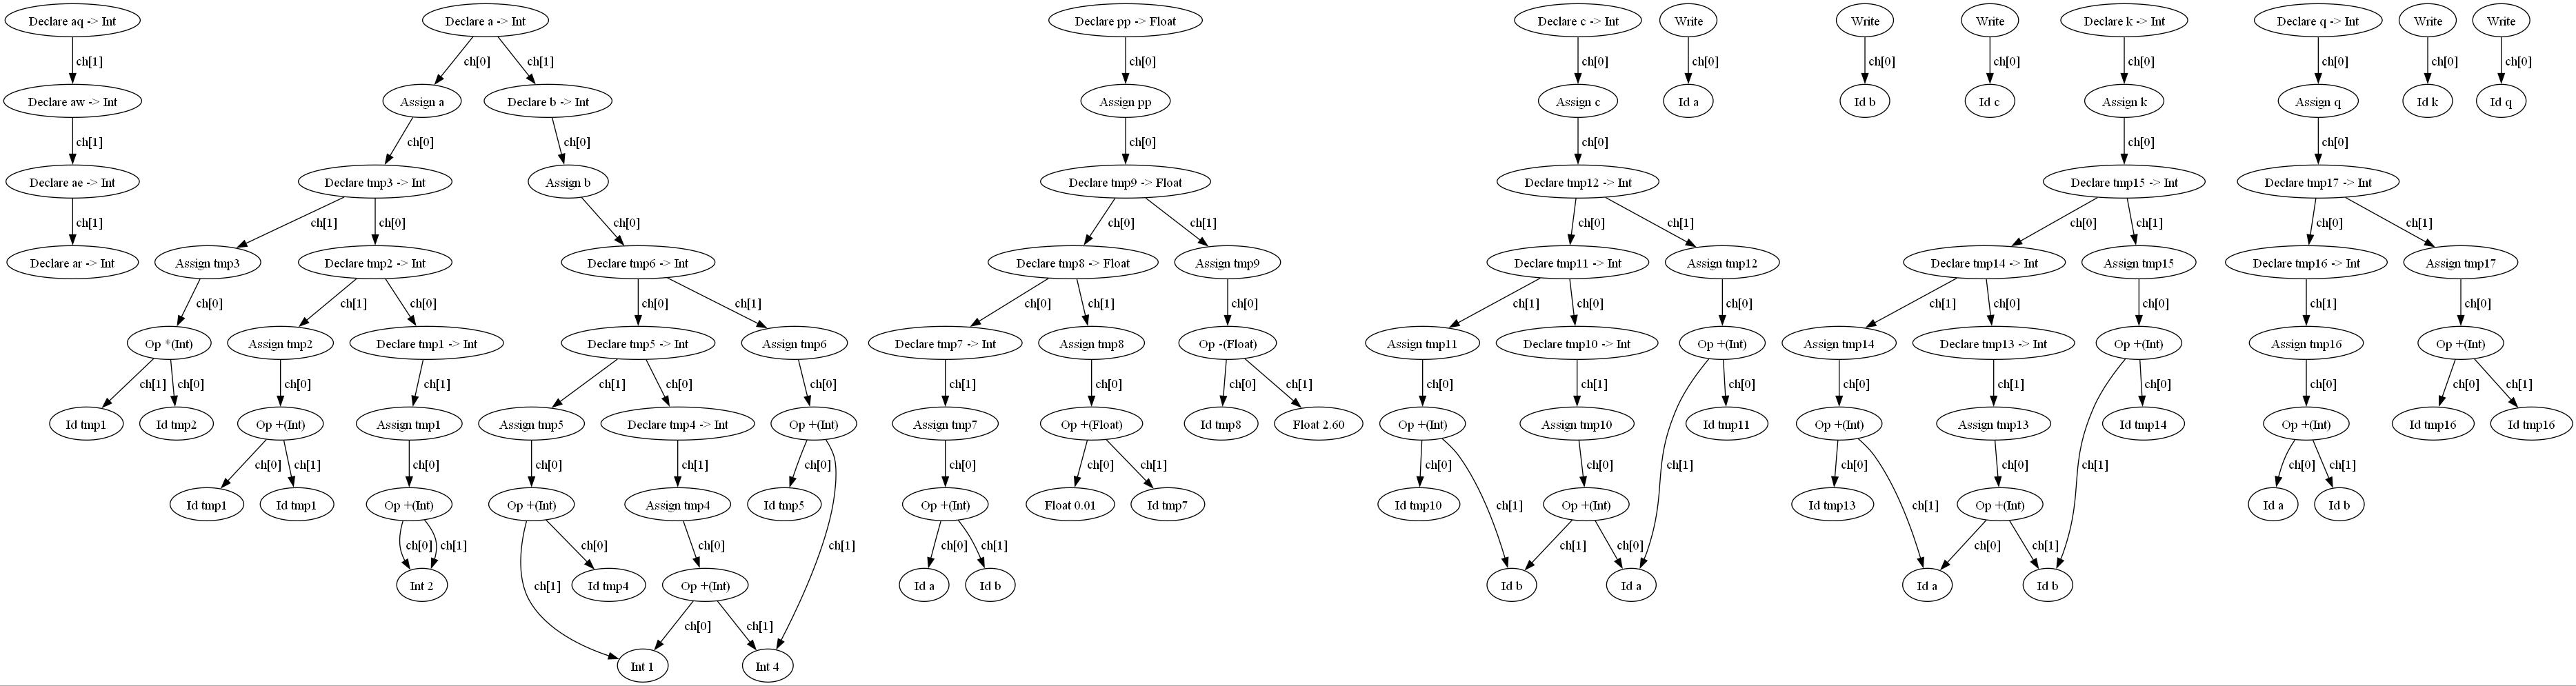 Declare aq -> Int
Declare a -> Int
Declare pp -> Float
Declare c -> Int
Write
Write
Write
Declare k -> Int
Declare q -> Int
Write
Write
ch[1]
ch[0]
ch[1]
ch[0]
ch[0]
ch[0]
ch[0]
ch[0]
ch[0]
ch[0]
ch[0]
ch[0]
Declare aw -> Int
Assign a
Declare b -> Int
Assign pp
Assign c
Id a
Id b
Id c
Assign k
Assign q
Id k
Id q
ch[1]
ch[0]
ch[0]
ch[0]
ch[0]
ch[0]
ch[0]
Declare ae -> Int
Declare tmp3 -> Int
Assign b
Declare tmp9 -> Float
Declare tmp12 -> Int
Declare tmp15 -> Int
Declare tmp17 -> Int
ch[1]
ch[1]
ch[0]
ch[0]
ch[0]
ch[1]
ch[0]
ch[1]
ch[0]
ch[1]
ch[0]
ch[1]
Declare ar -> Int
Assign tmp3
Declare tmp2 -> Int
Declare tmp6 -> Int
Declare tmp8 -> Float
Assign tmp9
Declare tmp11 -> Int
Assign tmp12
Declare tmp14 -> Int
Assign tmp15
Declare tmp16 -> Int
Assign tmp17
ch[0]
ch[1]
ch[0]
ch[0]
ch[1]
ch[0]
ch[1]
ch[0]
ch[1]
ch[0]
ch[0]
ch[1]
ch[0]
ch[0]
ch[1]
ch[0]
Op *(Int)
Assign tmp2
Declare tmp1 -> Int
Declare tmp5 -> Int
Assign tmp6
Declare tmp7 -> Int
Assign tmp8
Op -(Float)
Assign tmp11
Declare tmp10 -> Int
Op +(Int)
Assign tmp14
Declare tmp13 -> Int
Op +(Int)
Assign tmp16
Op +(Int)
ch[1]
ch[0]
ch[0]
ch[1]
ch[1]
ch[0]
ch[0]
ch[1]
ch[0]
ch[0]
ch[1]
ch[0]
ch[1]
ch[0]
ch[0]
ch[1]
ch[0]
ch[0]
ch[0]
ch[1]
Id tmp1
Id tmp2
Op +(Int)
Assign tmp1
Assign tmp5
Declare tmp4 -> Int
Op +(Int)
Assign tmp7
Op +(Float)
Id tmp8
Float 2.60
Op +(Int)
Assign tmp10
Id tmp11
Op +(Int)
Assign tmp13
Id tmp14
Op +(Int)
Id tmp16
Id tmp16
ch[0]
ch[1]
ch[0]
ch[0]
ch[1]
ch[0]
ch[0]
ch[0]
ch[1]
ch[0]
ch[0]
ch[1]
ch[0]
ch[0]
ch[1]
ch[0]
ch[1]
Id tmp1
Id tmp1
Op +(Int)
Op +(Int)
Assign tmp4
Id tmp5
Op +(Int)
Float 0.01
Id tmp7
Id tmp10
ch[1]
Op +(Int)
Id tmp13
ch[1]
Op +(Int)
Id a
Id b
ch[0]
ch[1]
ch[0]
ch[0]
ch[1]
ch[0]
ch[1]
ch[1]
ch[0]
ch[0]
ch[1]
Int 2
ch[1]
Id tmp4
Op +(Int)
Id a
Id b
Id b
Id a
Id a
Id b
ch[0]
ch[1]
Int 1
Int 4